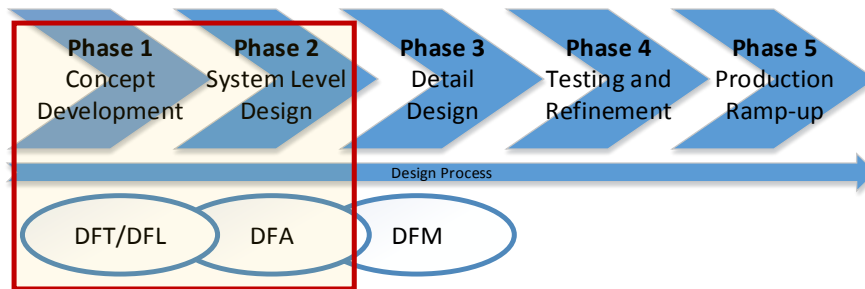 Phase 1
Concept
Development
Phase 2
System Level
Design
Phase 3
Detail
Design
Phase 4
Testing and
Refinement
Phase 5
Production
Ramp-up
Design Process
DFT/DFL
DFA
DFM